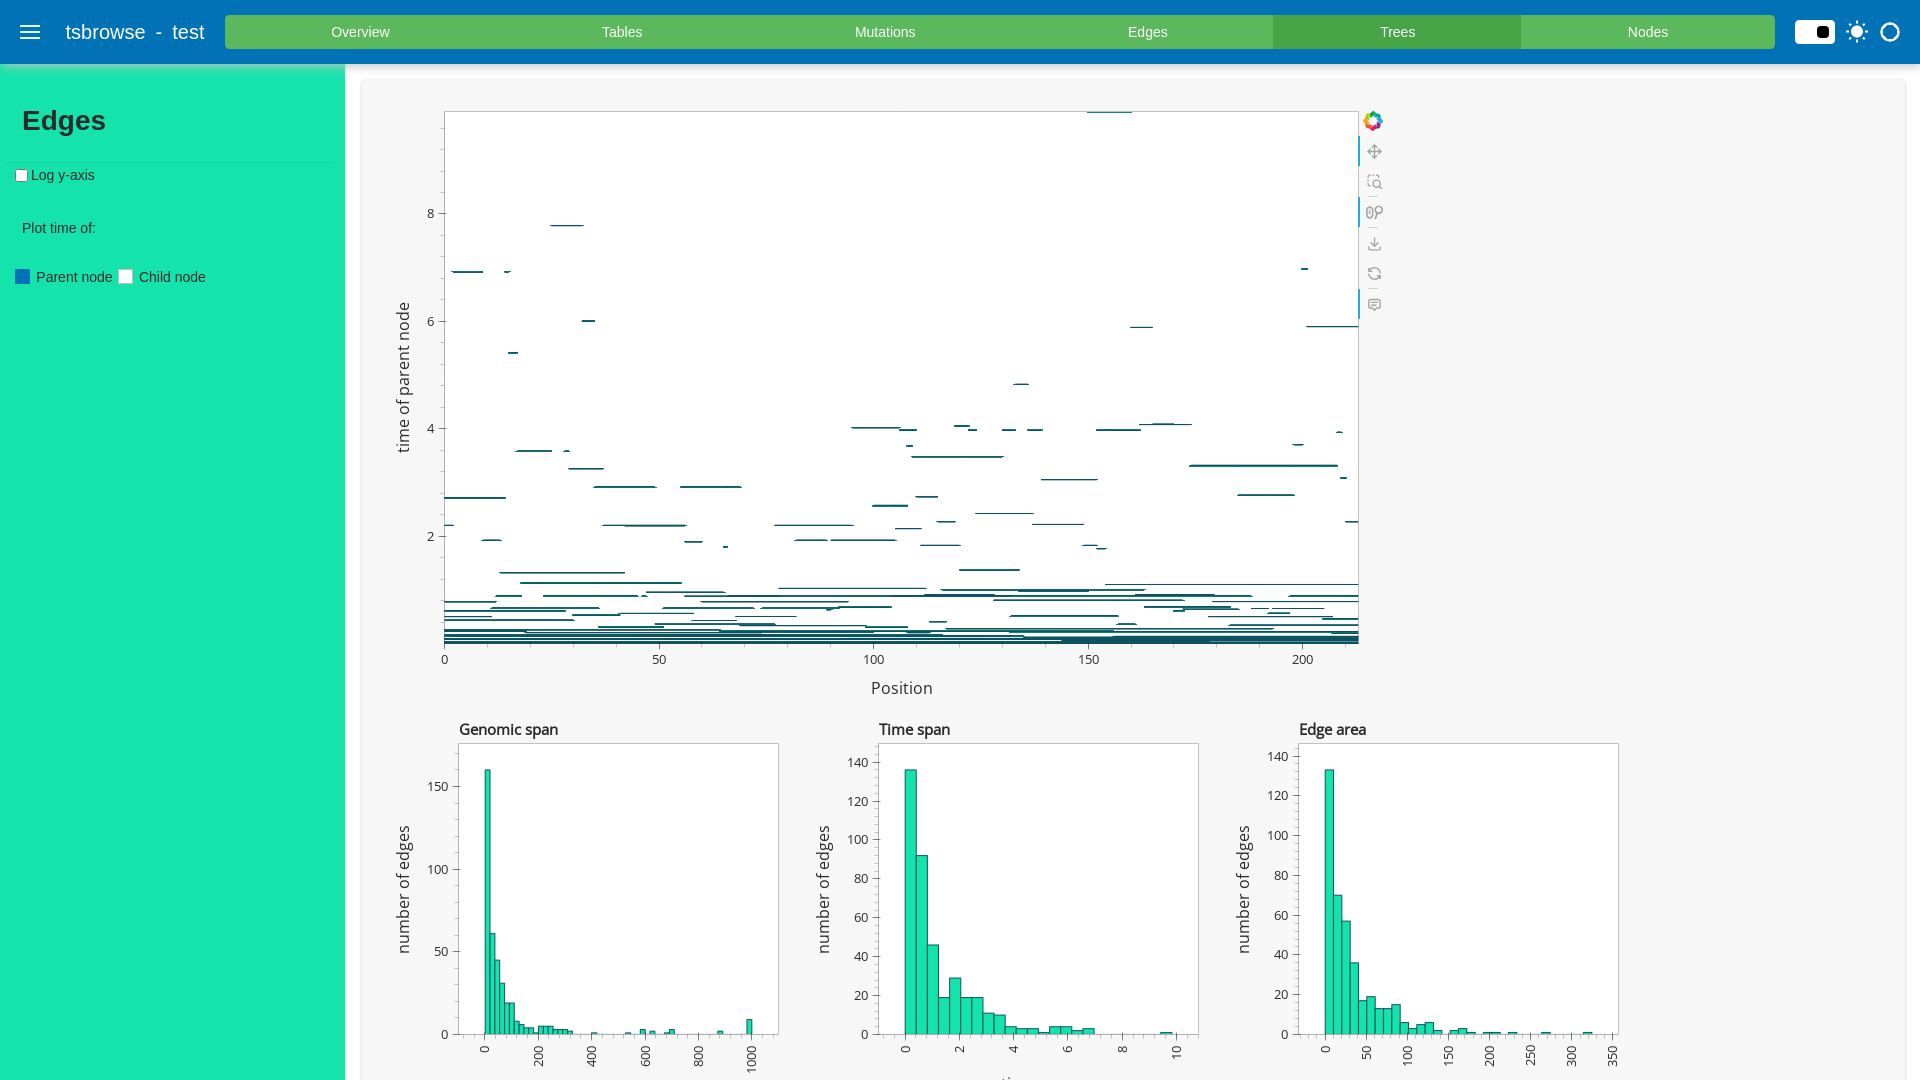 tsbrowse - test
Overview
Tables
Mutations
Edges
Trees
Nodes
Edges
Log y-axis
Plot time of:
Parent node
Child node
time of parent node
8
6
4
2
0
50
100
150
200
Position
Genomic span
number of edges
150
100
50
0
0
200
400
600
800
1000
Time span
number of edges
140
120
100
80
60
40
20
0
0
2
4
6
8
10
Edge area
number of edges
140
120
100
80
60
40
20
0
0
50
100
150
200
250
300
350